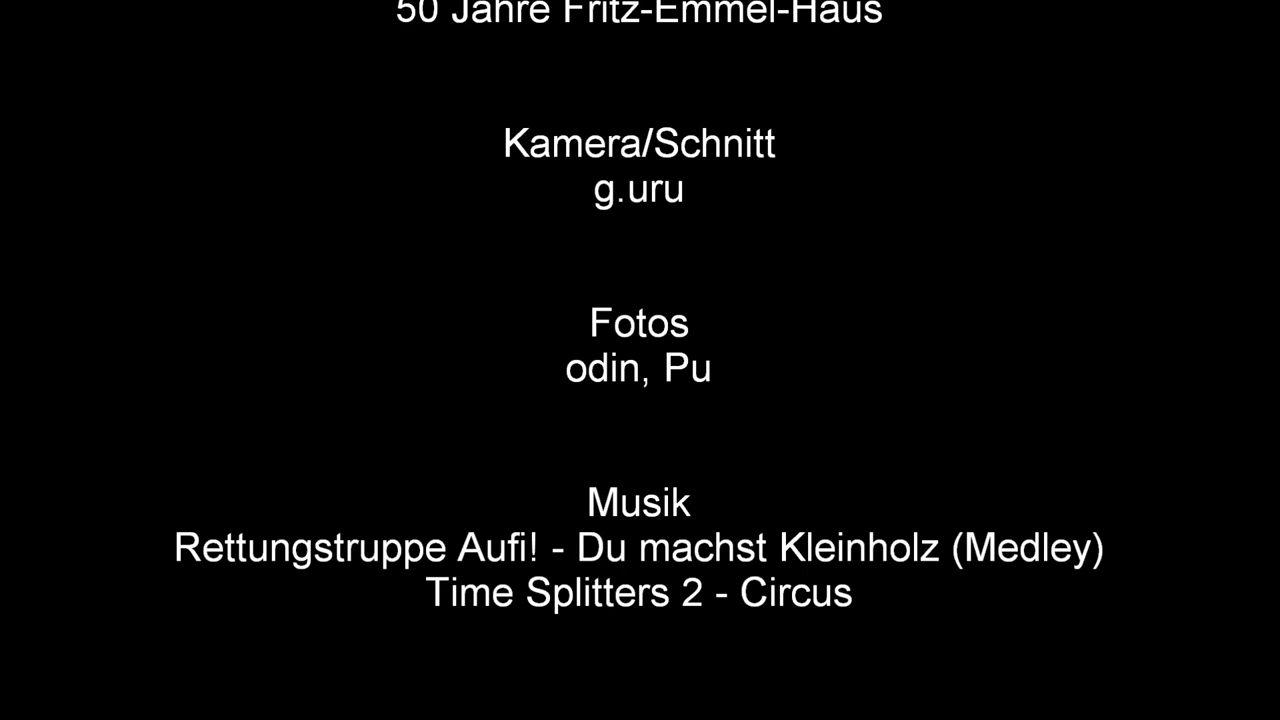 50 Jahre Fritz-Emmel-Haus
Kamera/Schnitt
g.uru
Fotos
odin, Pu
Musik
Rettungstruppe Aufi! - Du machst Kleinholz (Medley)
Time Splitters 2 - Circus